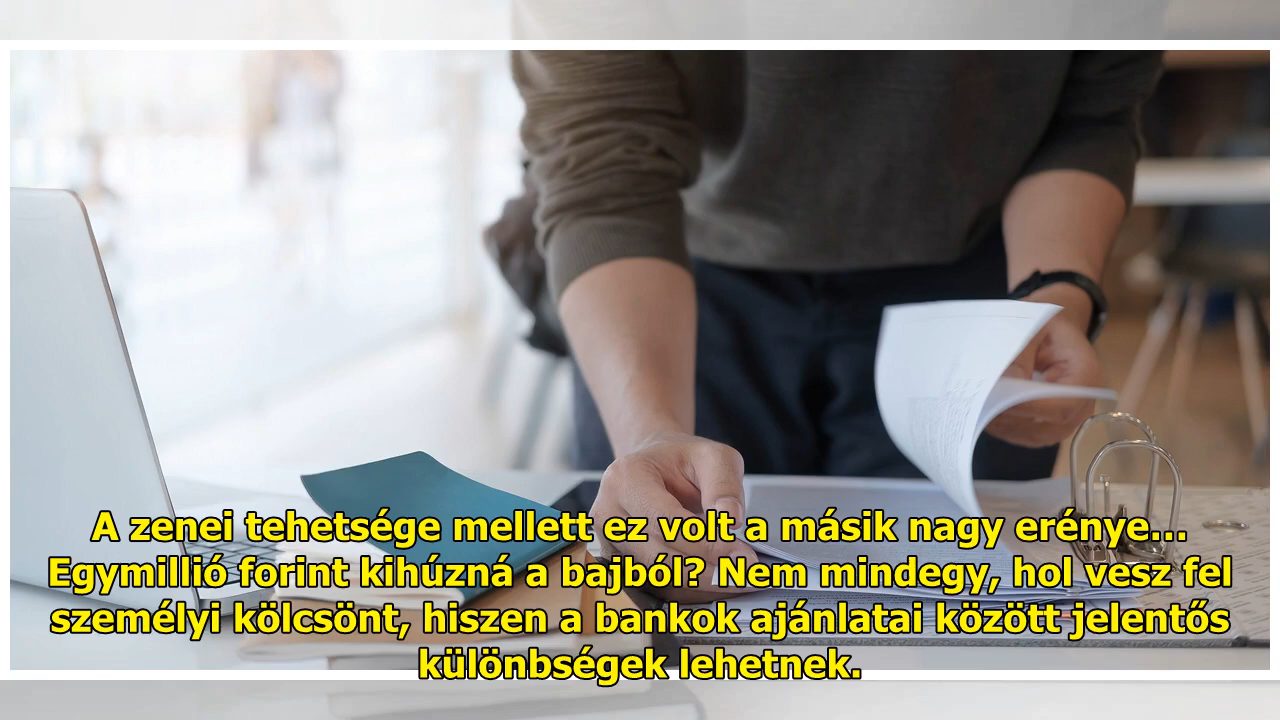 A zenei tehetsége mellett ez volt a másik nagy erénye...
Egymillió forint kihúzná a bajból? Nem mindegy, hol vesz fel
személyi kölcsönt, hiszen a bankok ajánlatai között jelentős
különbségek lehetnek.